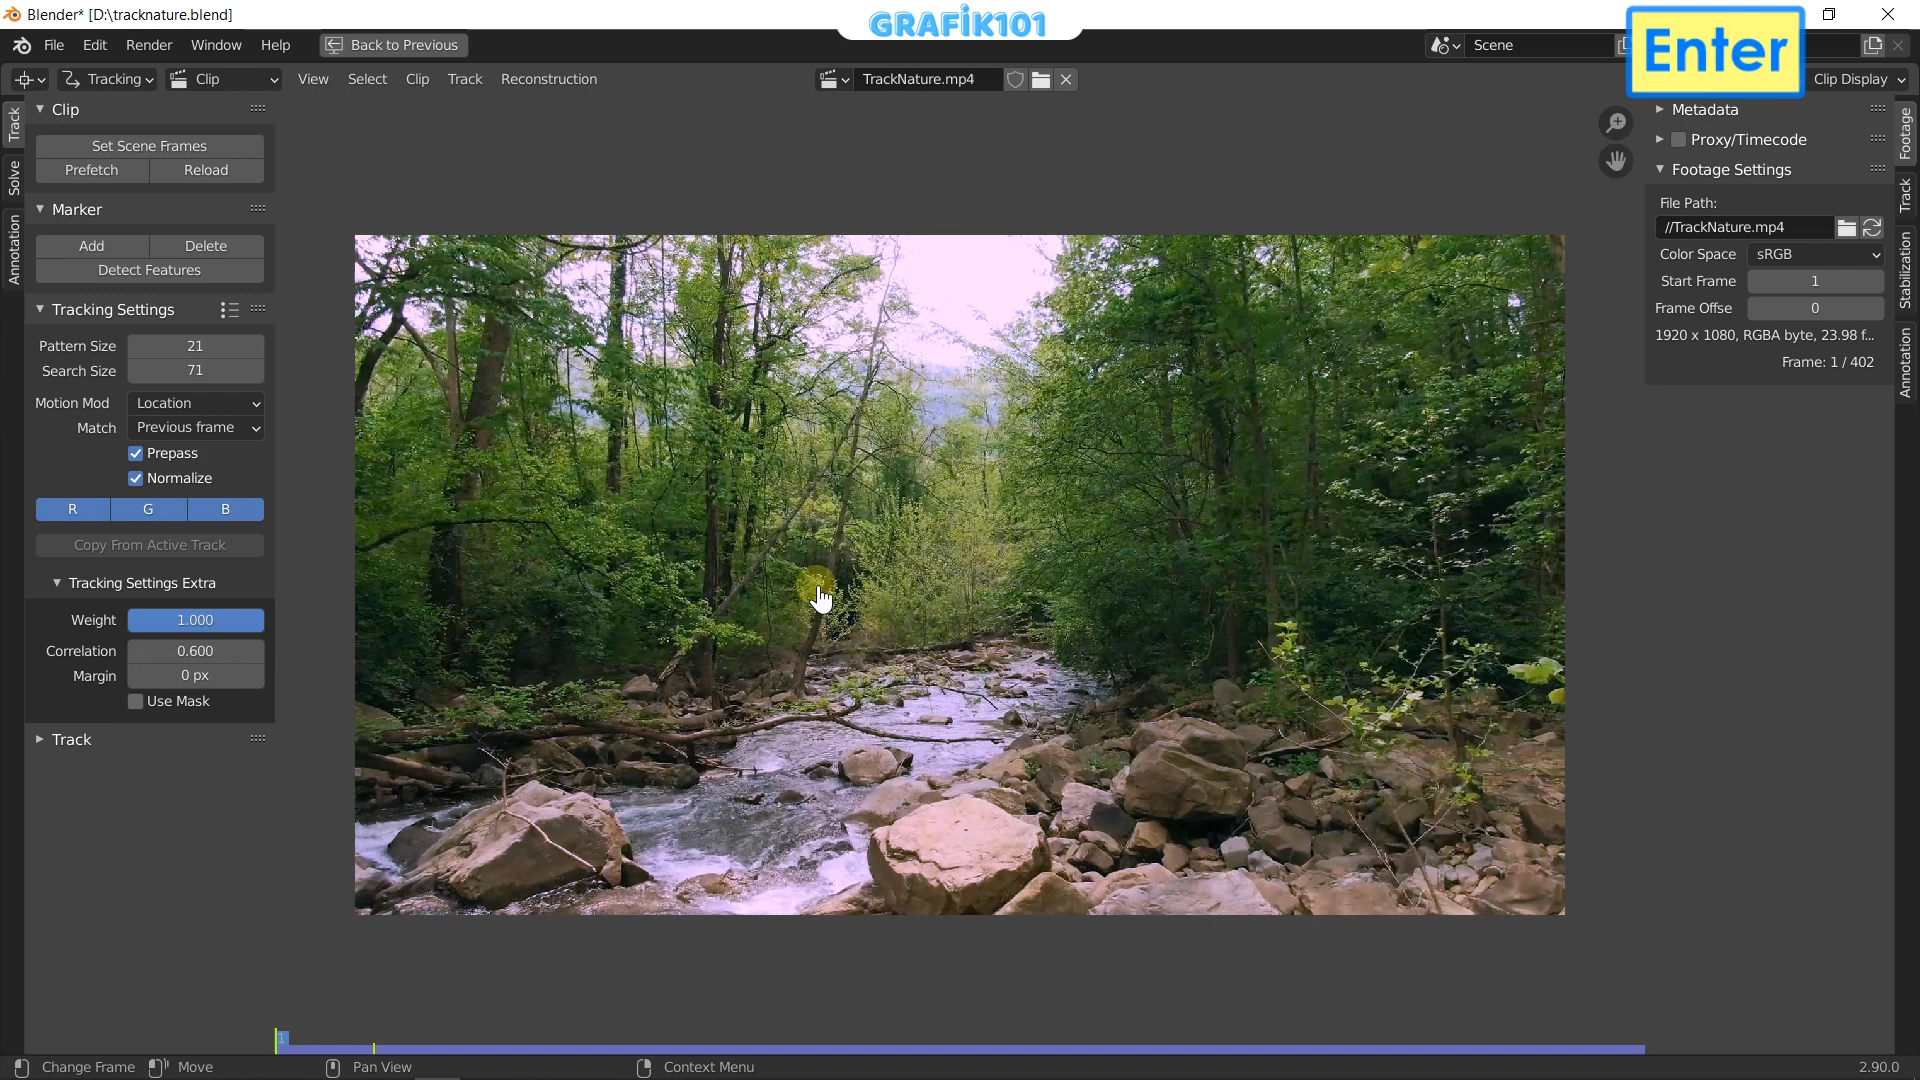 Blender* [D:\tracknature.blend]
GRAFİK101
Enter
File Edit Render Window Help Back to Previous
Scene
Tracking Clip View Select Clip Track Reconstruction TrackNature.mp4 Clip Display
Track
Solve
Annotation
Clip
Set Scene Frames
Prefetch Reload
Marker
Add Delete
Detect Features
Tracking Settings
Pattern Size 21
Search Size 71
Motion Mod Location
Match Previous frame
Prepass
Normalize
R G B
Copy From Active Track
Tracking Settings Extra
Weight 1.000
Correlation 0.600
Margin 0 px
Use Mask
Track
Metadata
Proxy/Timecode
Footage Settings
File Path:
//TrackNature.mp4
Color Space sRGB
Start Frame 1
Frame Offse 0
1920 x 1080, RGBA byte, 23.98 f...
Frame: 1 / 402
Footage
Track
Stabilization
Annotation
1
Change Frame Move Pan View Context Menu 2.90.0